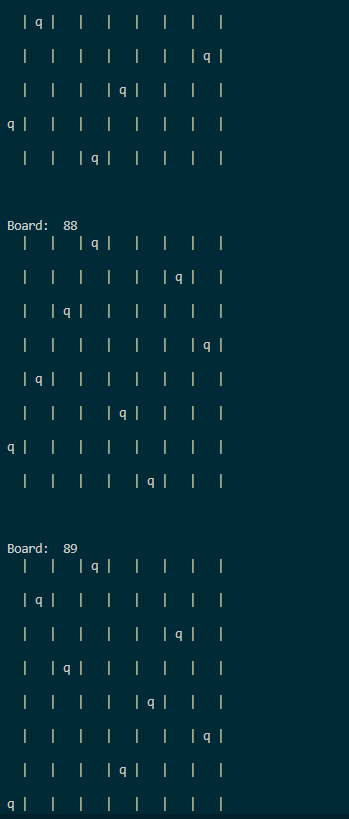 | q |   |   |   |   |   |   |
  |   |   |   |   |   |   | q |
  |   |   |   | q |   |   |   |
q |   |   |   |   |   |   |   |
  |   |   | q |   |   |   |   |
Board:  88
  |   |   | q |   |   |   |   |
  |   |   |   |   |   | q |   |
  |   | q |   |   |   |   |   |
  |   |   |   |   |   |   | q |
  | q |   |   |   |   |   |   |
  |   |   |   | q |   |   |   |
q |   |   |   |   |   |   |   |
  |   |   |   |   | q |   |   |
Board:  89
  |   |   | q |   |   |   |   |
  | q |   |   |   |   |   |   |
  |   |   |   |   |   | q |   |
  |   | q |   |   |   |   |   |
  |   |   |   |   | q |   |   |
  |   |   |   |   |   |   | q |
  |   |   |   | q |   |   |   |
q |   |   |   |   |   |   |   |